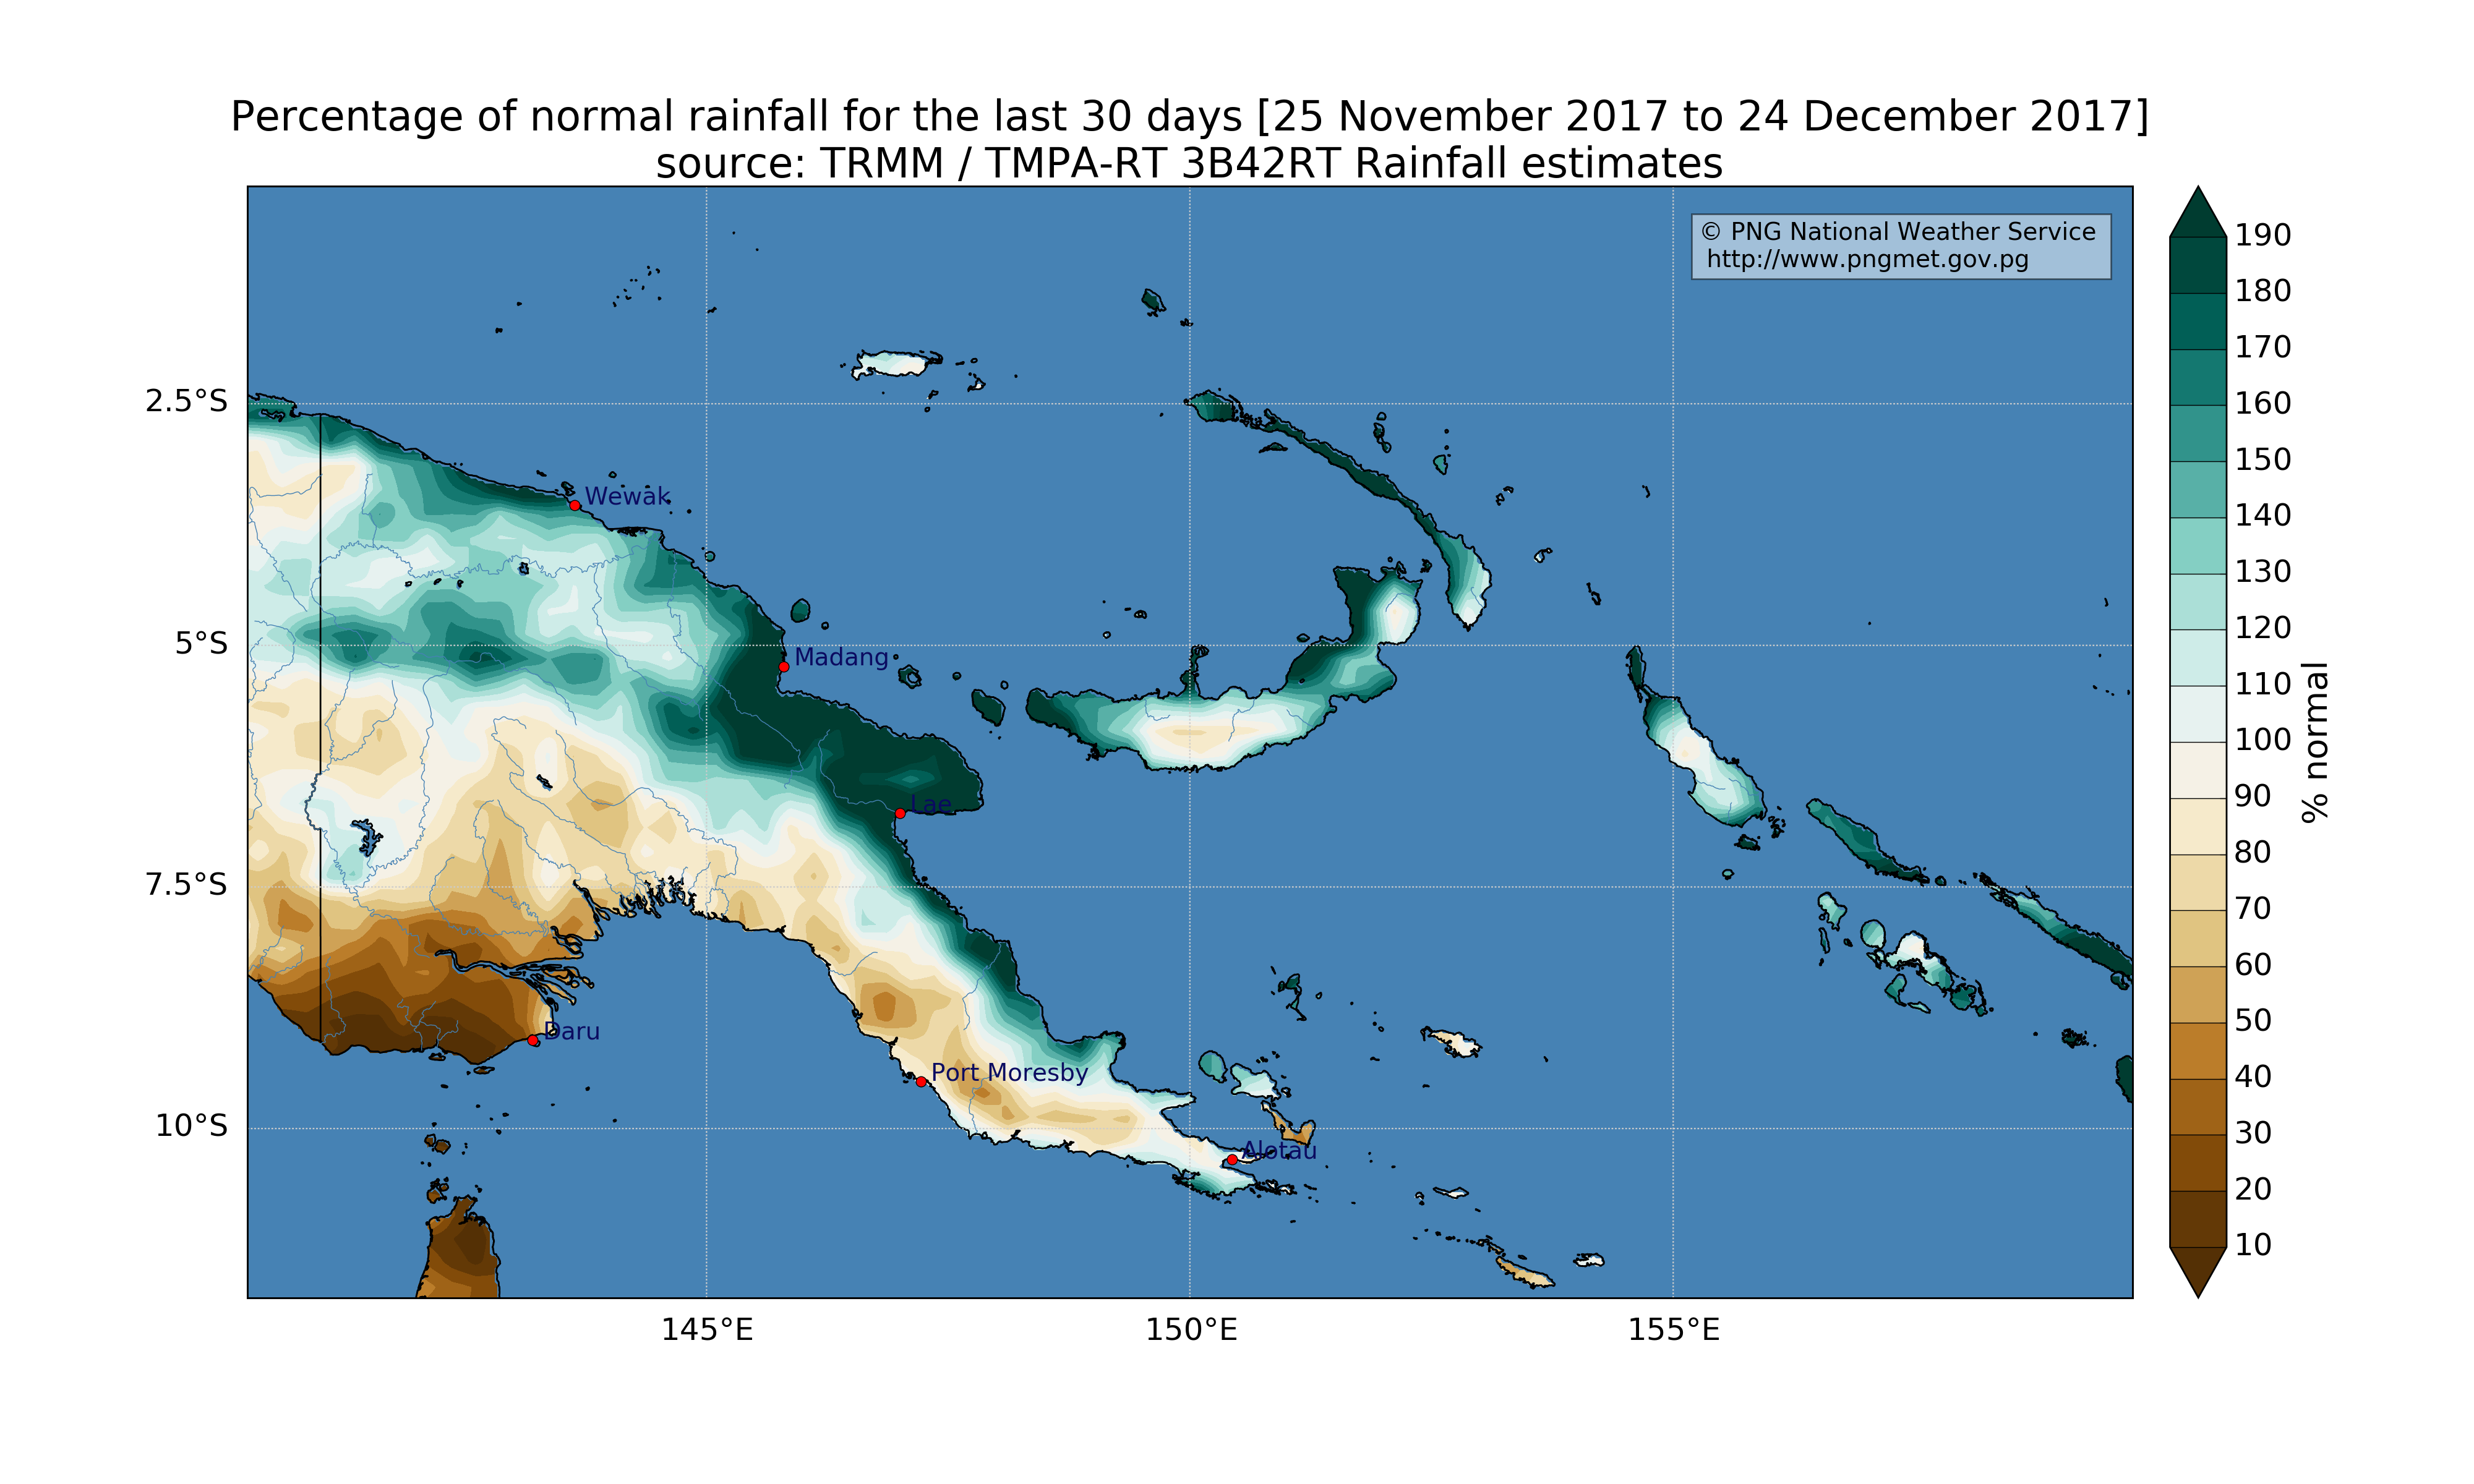 Percentage of normal rainfall for the last 30 days [25 November 2017 to 24 December 2017]
source: TRMM / TMPA-RT 3B42RT Rainfall estimates
© PNG National Weather Service
http://www.pngmet.gov.pg
190
180
170
160
150
140
130
120
110
100
90
80
70
60
50
40
30
20
10
% normal
2.5°S
5°S
7.5°S
10°S
Wewak
Madang
Lae
Daru
Port Moresby
Alotau
145°E
150°E
155°E